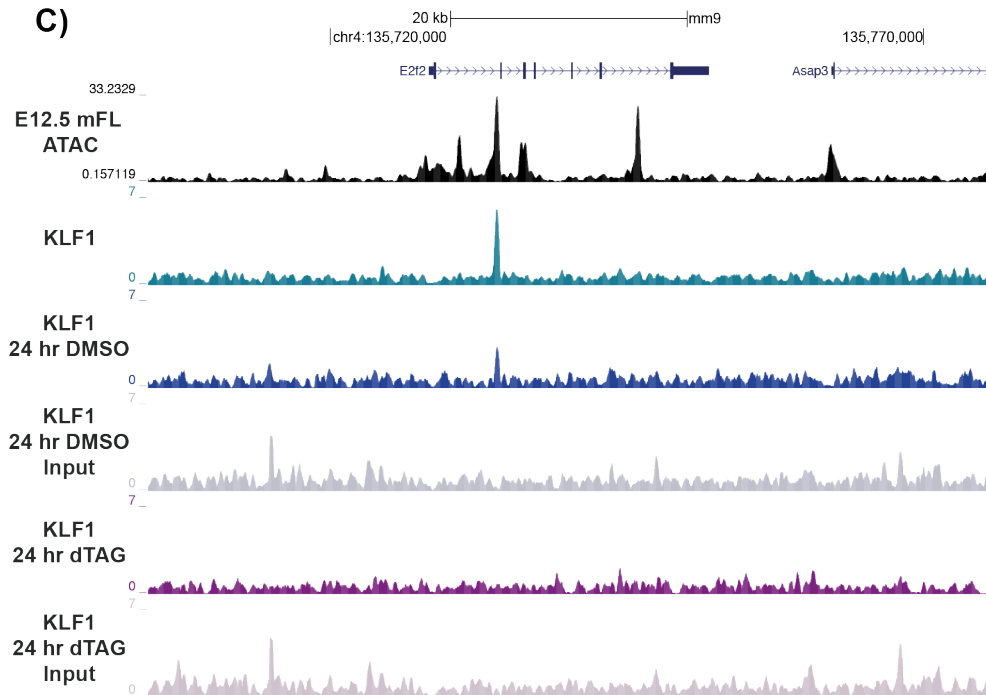 C)
20 kb
mm9
chr4:135,720,000
135,770,000
E2f2
Asap3
33.2329 _
E12.5 mFL
ATAC
0.157119 _
7 _
KLF1
0 _
7 _
KLF1
24 hr DMSO
0 _
7 _
KLF1
24 hr DMSO
Input
0 _
7 _
KLF1
24 hr dTAG
0 _
7 _
KLF1
24 hr dTAG
Input
0 _